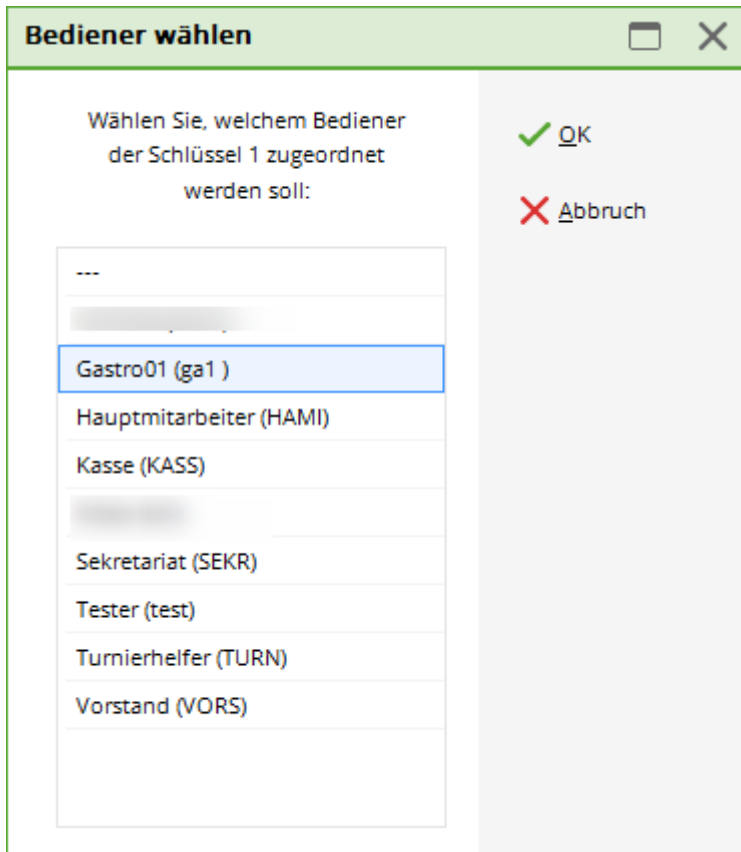 Bediener wählen
Wählen Sie, welchem Bediener
der Schlüssel 1 zugeordnet
werden soll:
OK
Abbruch
---
Gastro01 (ga1 )
Hauptmitarbeiter (HAMI)
Kasse (KASS)
Sekretariat (SEKR)
Tester (test)
Turnierhelfer (TURN)
Vorstand (VORS)